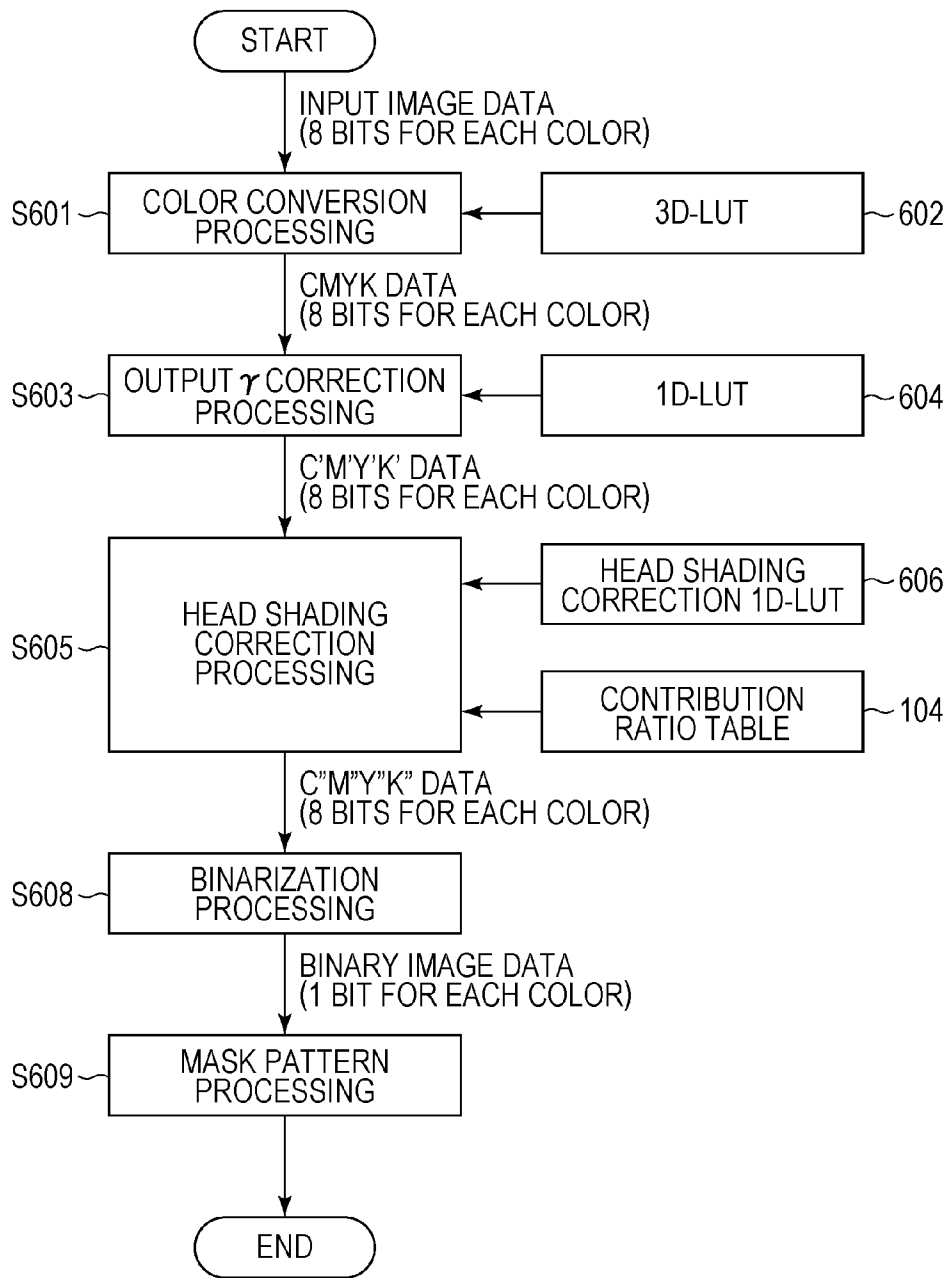 START
INPUT IMAGE DATA
(8 BITS FOR EACH COLOR)
S601
COLOR CONVERSION
PROCESSING
3D-LUT
602
CMYK DATA
(8 BITS FOR EACH COLOR)
S603
OUTPUT γ CORRECTION
PROCESSING
1D-LUT
604
C'M'Y'K' DATA
(8 BITS FOR EACH COLOR)
S605
HEAD SHADING
CORRECTION
PROCESSING
HEAD SHADING
CORRECTION 1D-LUT
606
CONTRIBUTION
RATIO TABLE
104
C"M"Y"K" DATA
(8 BITS FOR EACH COLOR)
S608
BINARIZATION
PROCESSING
BINARY IMAGE DATA
(1 BIT FOR EACH COLOR)
S609
MASK PATTERN
PROCESSING
END